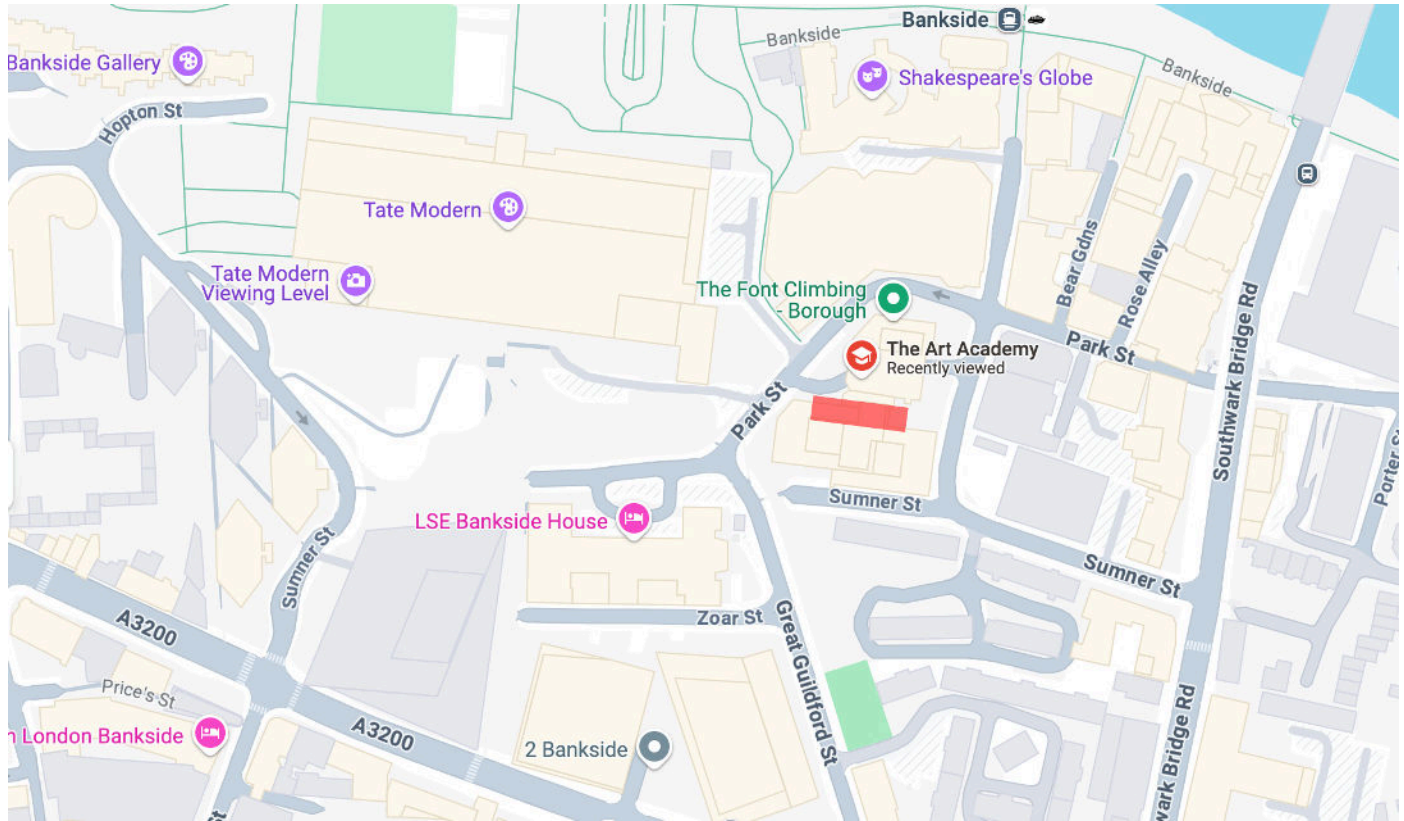 Bankside
Bankside
Bankside Gallery
Shakespeare's Globe
Bankside
Hopton St
Tate Modern
Tate Modern
Viewing Level
The Font Climbing
- Borough
Bear Gdns
Rose Alley
Park St
The Art Academy
Recently viewed
Southwark Bridge Rd
Park St
Porter St
Sumner St
LSE Bankside House
Sumner St
Sumner St
A3200
Zoar St
Great Guildford St
Price's St
n London Bankside
A3200
2 Bankside
wark Bridge Rd
St